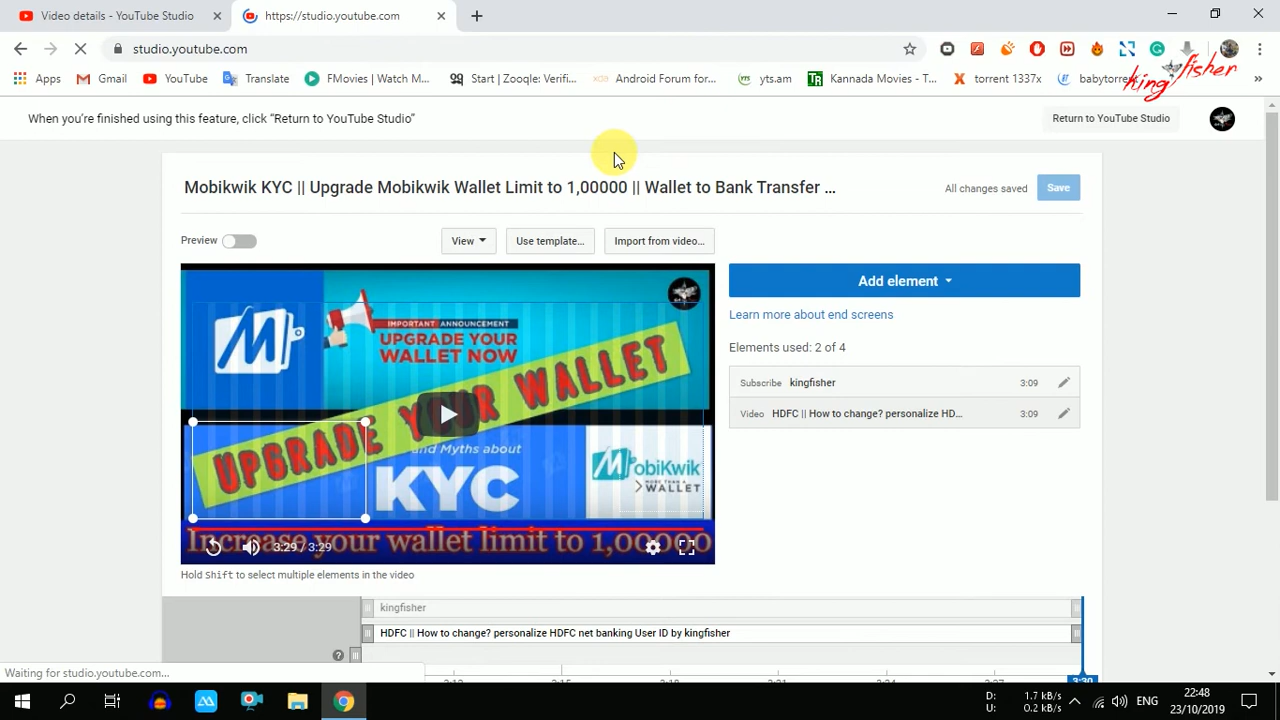 Video details - YouTube Studio
https://studio.youtube.com
studio.youtube.com
Apps
Gmail
YouTube
Translate
FMovies | Watch M...
Start | Zooqle: Verifi...
Android Forum for...
yts.am
Kannada Movies - T...
torrent 1337x
babytorre
kingfisher
When you're finished using this feature, click "Return to YouTube Studio"
Return to YouTube Studio
Mobikwik KYC || Upgrade Mobikwik Wallet Limit to 1,00000 || Wallet to Bank Transfer ...
All changes saved
Save
Preview
View
Use template...
Import from video...
Add element
Learn more about end screens
Elements used: 2 of 4
Subscribe kingfisher 3:09
Video HDFC || How to change? personalize HD... 3:09
IMPORTANT ANNOUNCEMENT
UPGRADE YOUR
WALLET NOW
UPGRADE YOUR WALLET
and Myths about
KYC
MobiKwik
MORE THAN A
WALLET
Increase your wallet limit to 1,00000
3:29 / 3:29
Hold Shift to select multiple elements in the video
kingfisher
HDFC || How to change? personalize HDFC net banking User ID by kingfisher
3:30
Waiting for studio.youtube.com...
D: 1.7 kB/s
U: 0.2 kB/s
ENG
22:48
23/10/2019